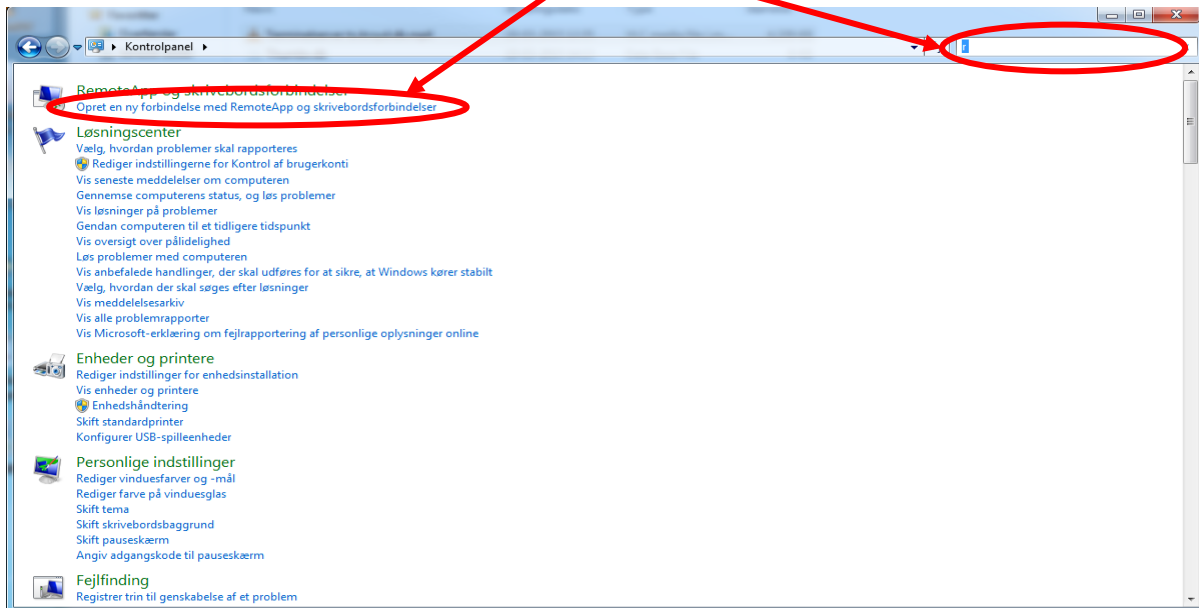 Kontrolpanel
r
RemoteApp og skrivebordsforbindelser
Opret en ny forbindelse med RemoteApp og skrivebordsforbindelser
Løsningscenter
Vælg, hvordan problemer skal rapporteres
Rediger indstillingerne for Kontrol af brugerkonti
Vis seneste meddelelser om computeren
Gennemse computerens status, og løs problemer
Vis løsninger på problemer
Gendan computeren til et tidligere tidspunkt
Vis oversigt over pålidelighed
Løs problemer med computeren
Vis anbefalede handlinger, der skal udføres for at sikre, at Windows kører stabilt
Vælg, hvordan der skal søges efter løsninger
Vis meddelelsesarkiv
Vis alle problemrapporter
Vis Microsoft-erklæring om fejlrapportering af personlige oplysninger online
Enheder og printere
Rediger indstillinger for enhedsinstallation
Vis enheder og printere
Enhedshåndtering
Skift standardprinter
Konfigurer USB-spilleenheder
Personlige indstillinger
Rediger vinduesfarver og -mål
Rediger farve på vinduesglas
Skift tema
Skift skrivebordsbaggrund
Skift pauseskærm
Angiv adgangskode til pauseskærm
Fejlfinding
Registrer trin til genskabelse af et problem